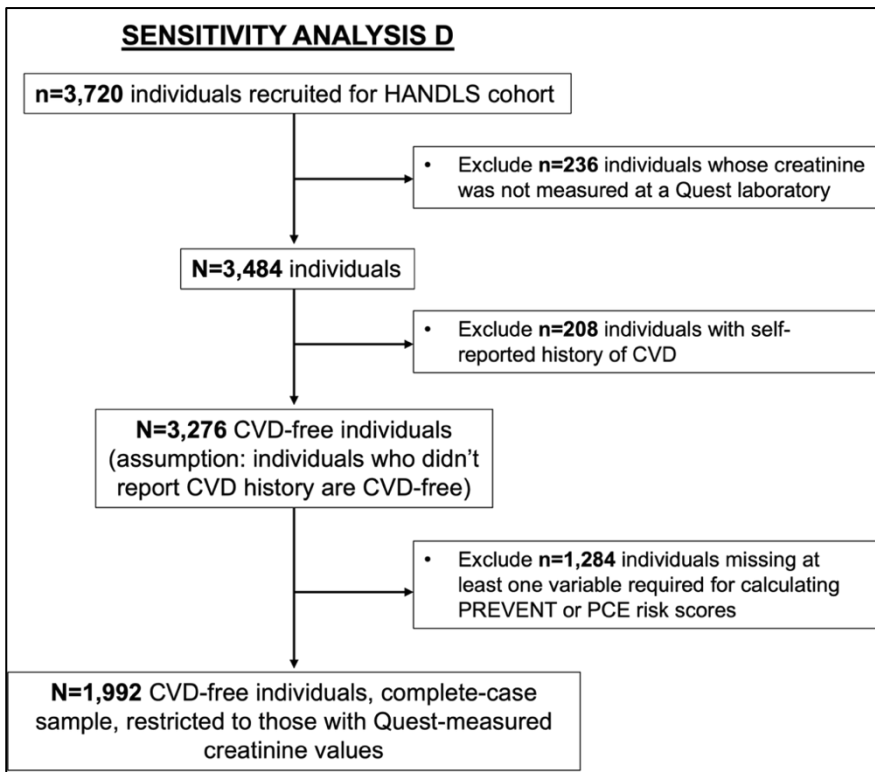 SENSITIVITY ANALYSIS D
n=3,720 individuals recruited for HANDLS cohort
• Exclude n=236 individuals whose creatinine
was not measured at a Quest laboratory
N=3,484 individuals
• Exclude n=208 individuals with self-
reported history of CVD
N=3,276 CVD-free individuals
(assumption: individuals who didn’t
report CVD history are CVD-free)
• Exclude n=1,284 individuals missing at
least one variable required for calculating
PREVENT or PCE risk scores
N=1,992 CVD-free individuals, complete-case
sample, restricted to those with Quest-measured
creatinine values